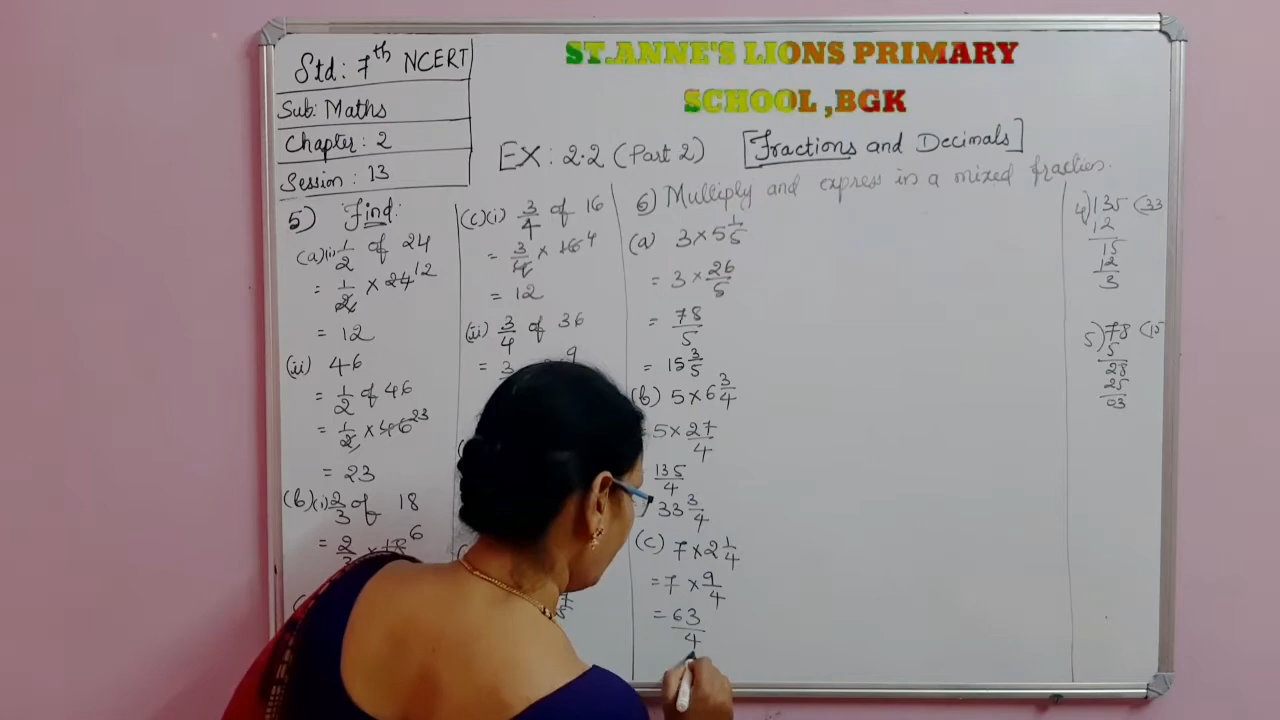 Std: 7th NCERT
Sub: Maths
Chapter: 2
Session: 13
ST.ANNE'S LIONS PRIMARY
SCHOOL ,BGK
EX: 2.2 (Part 2) [Fractions and Decimals]
5) Find:
(a)(i) 1/2 of 24
= 1/2 × 24 12
= 12
(ii) 46
= 1/2 of 46
= 1/2 × 46 23
= 23
(b)(i) 2/3 of 18
= 2/3 × 18 6
(c)(i) 3/4 of 16
= 3/4 × 16 4
= 12
(ii) 3/4 of 36
= 3 9
6) Multiply and express in a mixed fraction.
(a) 3 × 5 1/5
= 3 × 26/5
= 78/5
= 15 3/5
(b) 5 × 6 3/4
5 × 27/4
135/4
33 3/4
(c) 7 × 2 1/4
= 7 × 9/4
= 63/4
4) 135 (33
12
15
12
3
5) 78 (15
5
28
25
03